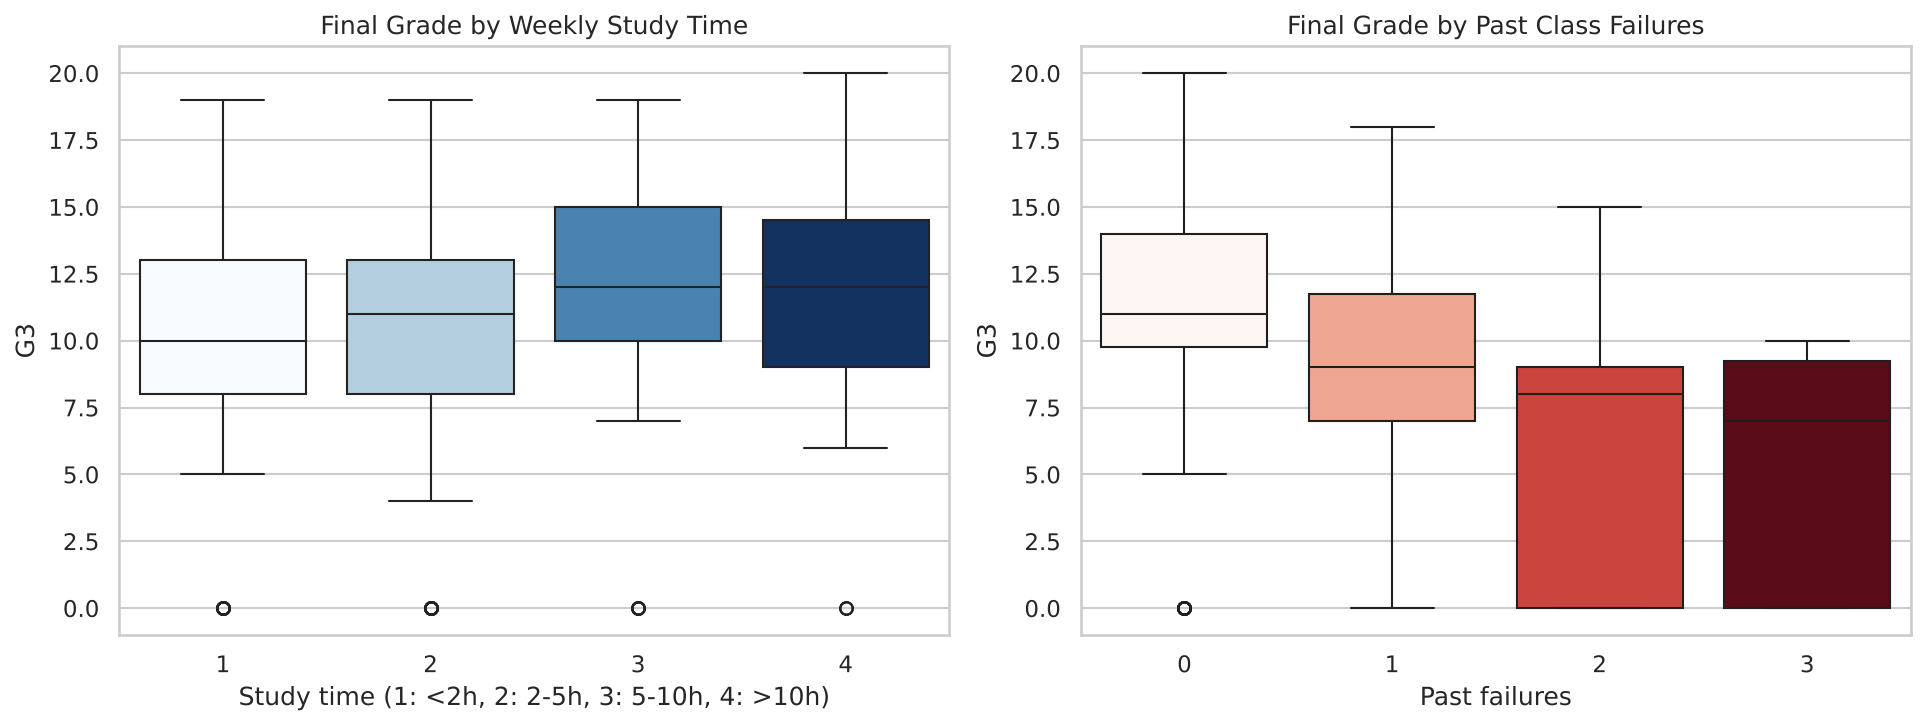 Final Grade by Weekly Study Time
20.0
17.5
15.0
12.5
10.0
7.5
5.0
2.5
0.0
G3
1 2 3 4
Study time (1: <2h, 2: 2-5h, 3: 5-10h, 4: >10h)
Final Grade by Past Class Failures
20.0
17.5
15.0
12.5
10.0
7.5
5.0
2.5
0.0
G3
0 1 2 3
Past failures